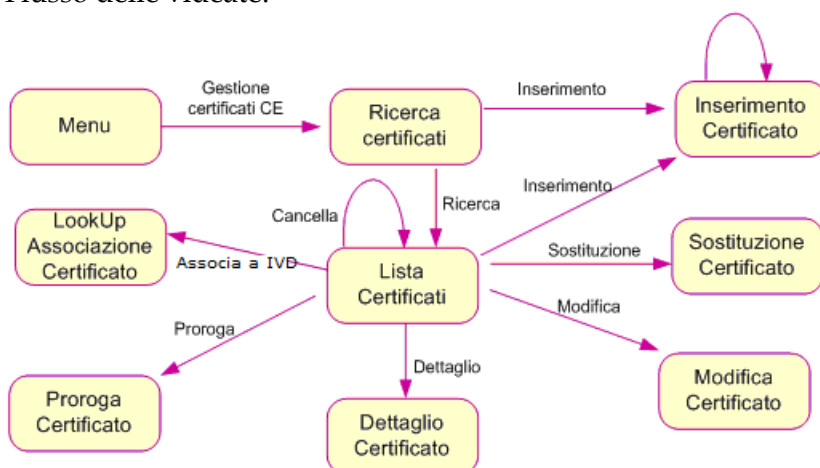 Flusso delle videate:
Gestione
certificati CE
Menu
Ricerca
certificati
Inserimento
Inserimento
Certificato
Cancella
Ricerca
Inserimento
LookUp
Associazione
Certificato
Associa a IVD
Lista
Certificati
Sostituzione
Sostituzione
Certificato
Proroga
Modifica
Dettaglio
Proroga
Certificato
Dettaglio
Certificato
Modifica
Certificato